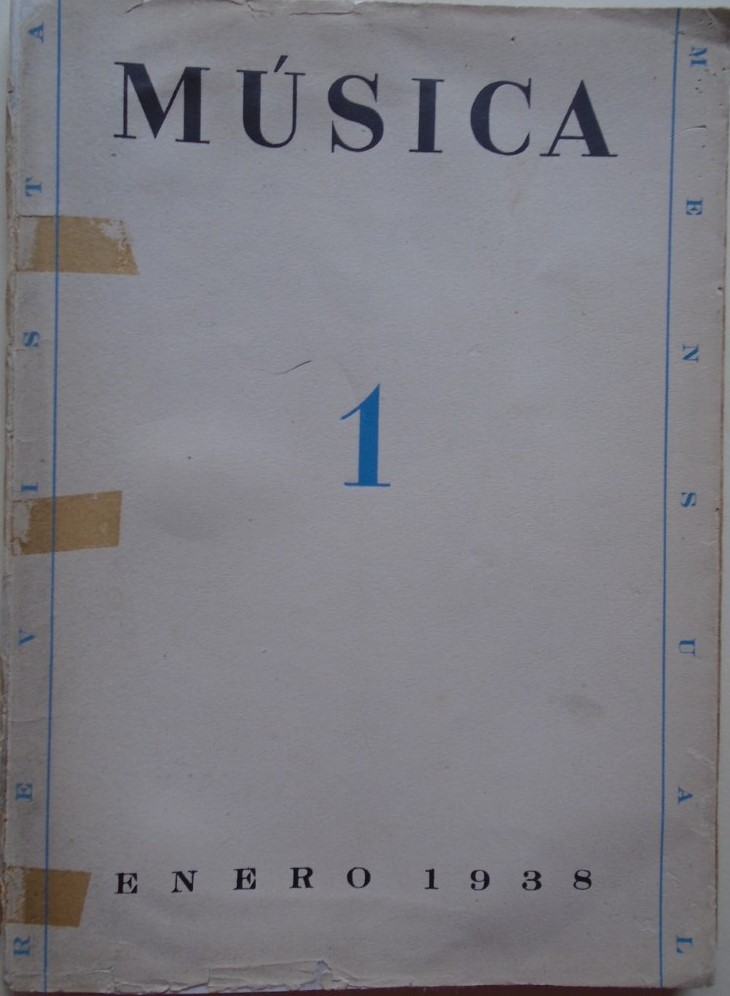 MÚSICA
1
ENERO 1938
REVISTA
MENSUAL